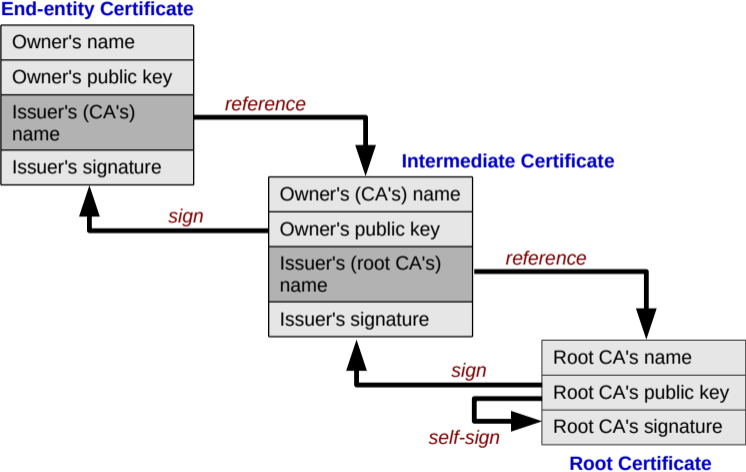 End-entity Certificate
Owner's name
Owner's public key
Issuer's (CA's)
name
Issuer's signature
reference
sign
Intermediate Certificate
Owner's (CA's) name
Owner's public key
Issuer's (root CA's)
name
Issuer's signature
reference
sign
self-sign
Root CA's name
Root CA's public key
Root CA's signature
Root Certificate